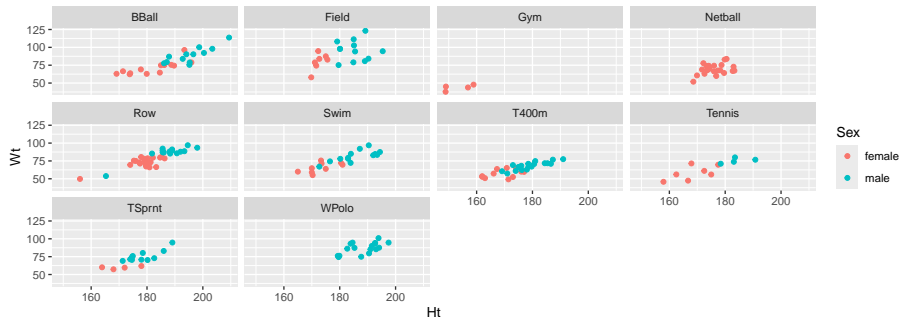 BBall Field Gym Netball
125
100
75
50
Row Swim T400m Tennis
125
100
75
50
160 180 200
160 180 200
TSprnt WPolo
125
100
75
50
160 180 200
160 180 200
Wt
Ht
Sex
female
male